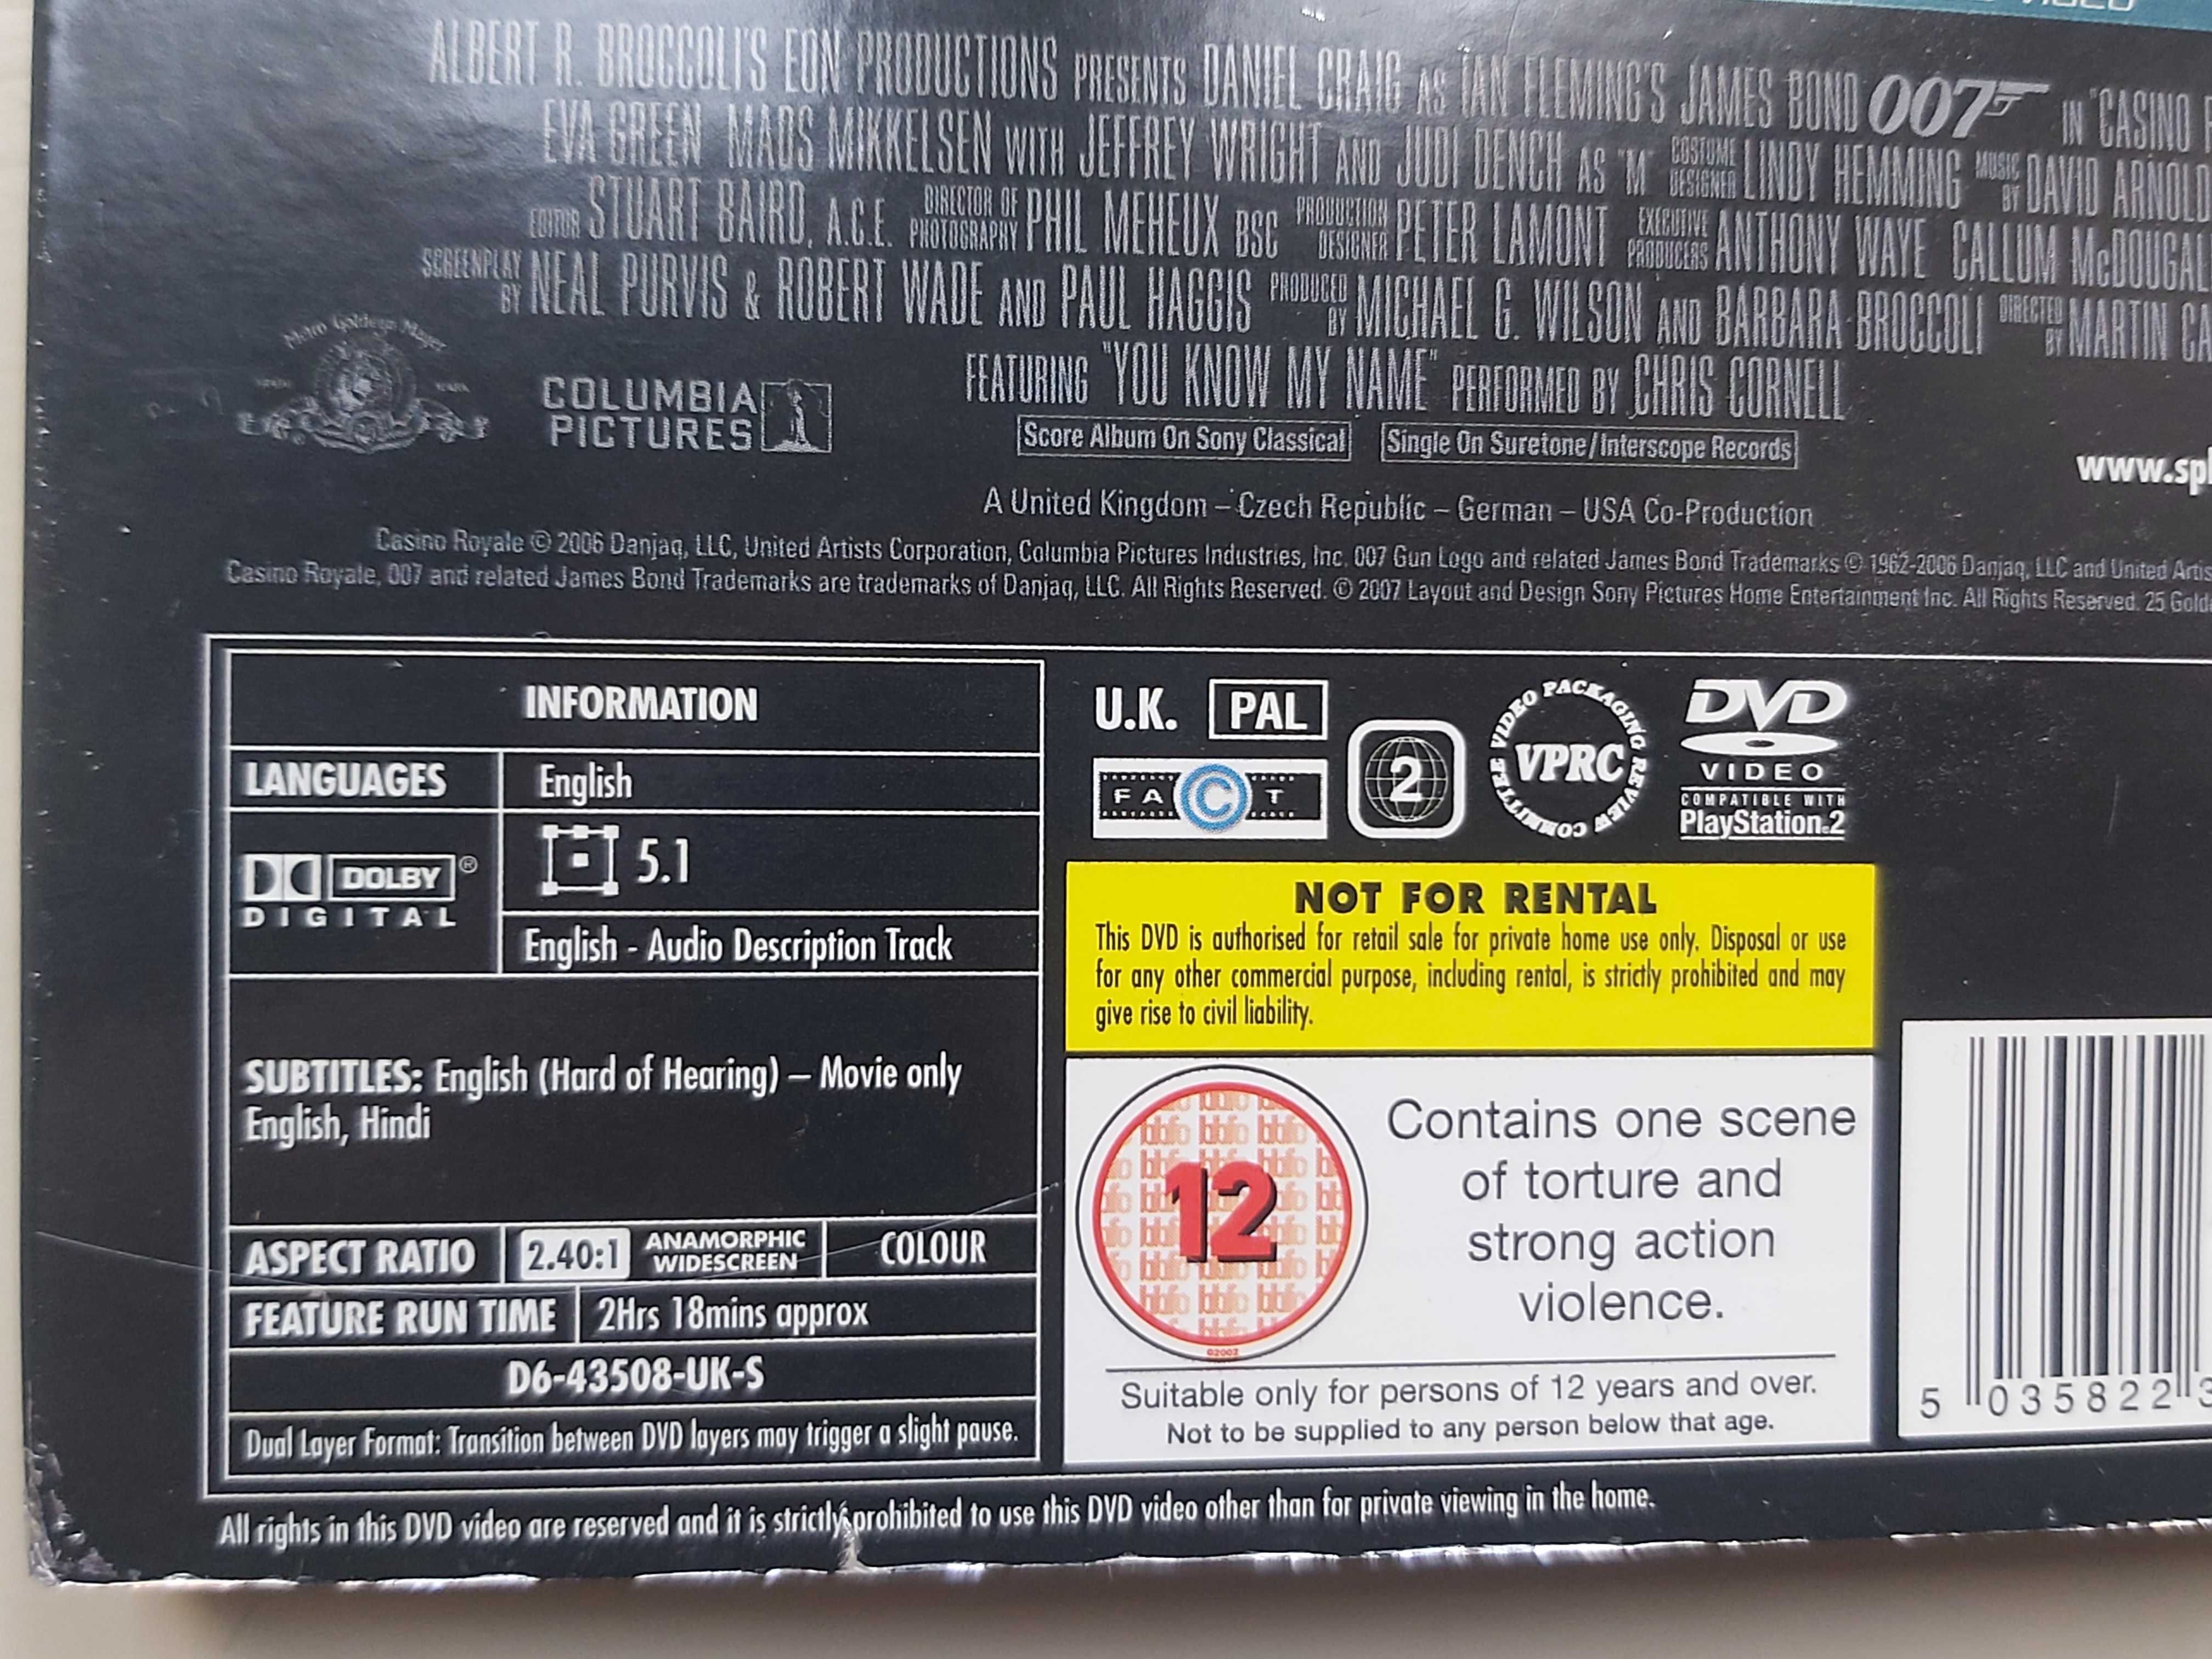 VIDEO
ALBERT R. BROCCOLI'S EON PRODUCTIONS PRESENTS DANIEL CRAIG AS IAN FLEMING'S JAMES BOND 007 IN "CASINO
EVA GREEN MADS MIKKELSEN WITH JEFFREY WRIGHT AND JUDI DENCH AS "M" COSTUME DESIGNER LINDY HEMMING MUSIC BY DAVID ARNOLD
EDITOR STUART BAIRD, A.C.E. DIRECTOR OF PHOTOGRAPHY PHIL MEHEUX BSC PRODUCTION DESIGNER PETER LAMONT EXECUTIVE PRODUCERS ANTHONY WAYE CALLUM McDOUGAL
SCREENPLAY BY NEAL PURVIS & ROBERT WADE AND PAUL HAGGIS PRODUCED BY MICHAEL G. WILSON AND BARBARA BROCCOLI DIRECTED BY MARTIN CA
FEATURING "YOU KNOW MY NAME" PERFORMED BY CHRIS CORNELL
Metro Goldwyn Mayer
COLUMBIA
PICTURES
Score Album On Sony Classical Single On Suretone/Interscope Records
www.spl
A United Kingdom – Czech Republic – German – USA Co-Production
Casino Royale © 2006 Danjaq, LLC, United Artists Corporation, Columbia Pictures Industries, Inc. 007 Gun Logo and related James Bond Trademarks © 1962-2006 Danjaq, LLC and United Artis
Casino Royale, 007 and related James Bond Trademarks are trademarks of Danjaq, LLC. All Rights Reserved. © 2007 Layout and Design Sony Pictures Home Entertainment Inc. All Rights Reserved. 25 Gold
INFORMATION
LANGUAGES English
DOLBY®
DIGITAL
5.1
English - Audio Description Track
SUBTITLES: English (Hard of Hearing) – Movie only
English, Hindi
ASPECT RATIO 2.40:1 ANAMORPHIC WIDESCREEN COLOUR
FEATURE RUN TIME 2Hrs 18mins approx
D6-43508-UK-S
Dual Layer Format: Transition between DVD layers may trigger a slight pause.
U.K. PAL
FACT
2
VIDEO PACKAGING REVIEW COMMITTEE
VPRC
DVD
VIDEO
COMPATIBLE WITH
PlayStation.2
NOT FOR RENTAL
This DVD is authorised for retail sale for private home use only. Disposal or use
for any other commercial purpose, including rental, is strictly prohibited and may
give rise to civil liability.
12
©2002
Contains one scene
of torture and
strong action
violence.
Suitable only for persons of 12 years and over.
Not to be supplied to any person below that age.
5 035822 3
All rights in this DVD video are reserved and it is strictly prohibited to use this DVD video other than for private viewing in the home.